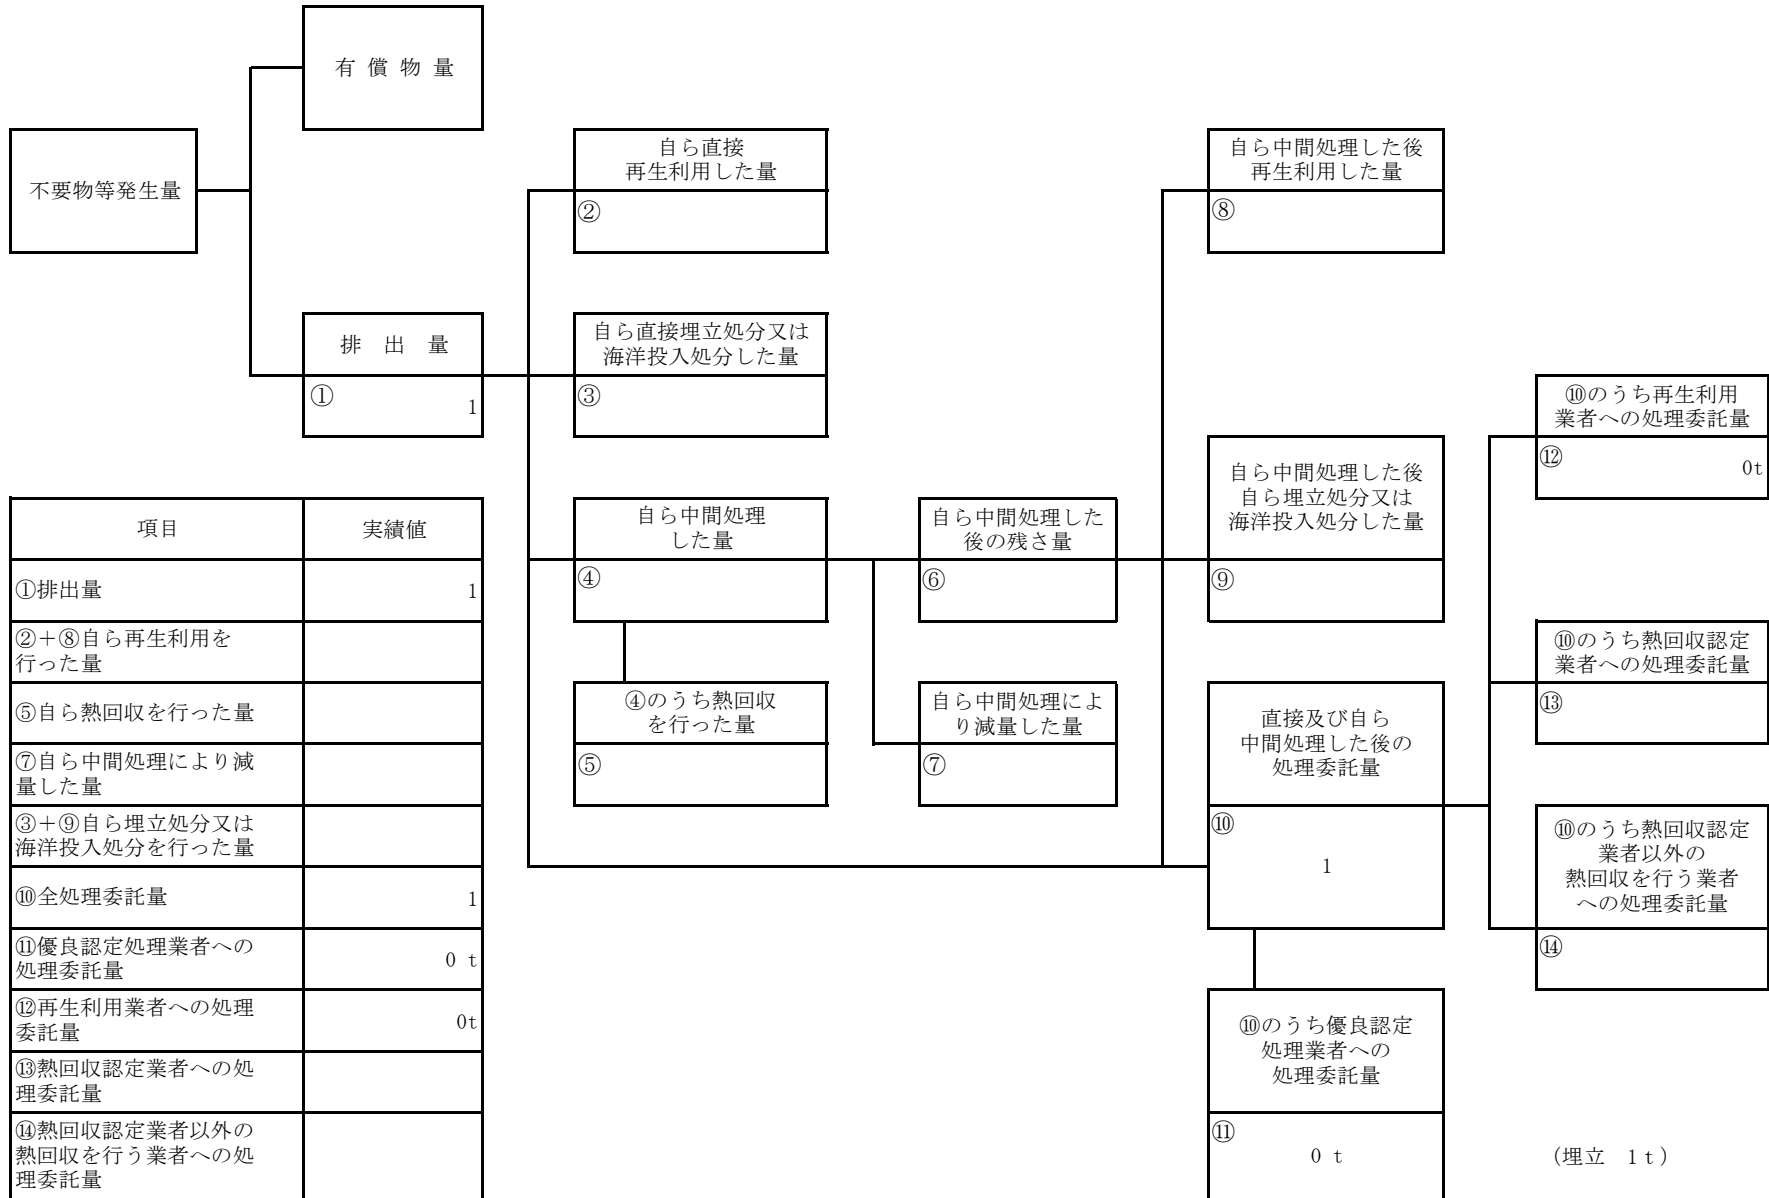 有 償 物 量
不要物等発生量
自ら直接
再生利用した量
②
自ら中間処理した後
再生利用した量
⑧
排 出 量
①
1
自ら直接埋立処分又は
海洋投入処分した量
③
⑩のうち再生利用
業者への処理委託量
⑫
0t
自ら中間処理
した量
④
自ら中間処理した
後の残さ量
⑥
自ら中間処理した後
自ら埋立処分又は
海洋投入処分した量
⑨
⑩のうち熱回収認定
業者への処理委託量
⑬
④のうち熱回収
を行った量
⑤
自ら中間処理によ
り減量した量
⑦
直接及び自ら
中間処理した後の
処理委託量
⑩
1
⑩のうち熱回収認定
業者以外の
熱回収を行う業者
への処理委託量
⑭
⑩のうち優良認定
処理業者への
処理委託量
⑪
0 t
(埋立 1t)
項目 実績値
①排出量 1
②+⑧自ら再生利用を
行った量
⑤自ら熱回収を行った量
⑦自ら中間処理により減
量した量
③+⑨自ら埋立処分又は
海洋投入処分を行った量
⑩全処理委託量 1
⑪優良認定処理業者への
処理委託量
0 t
⑫再生利用業者への処理
委託量
0t
⑬熱回収認定業者への処
理委託量
⑭熱回収認定業者以外の
熱回収を行う業者への処
理委託量